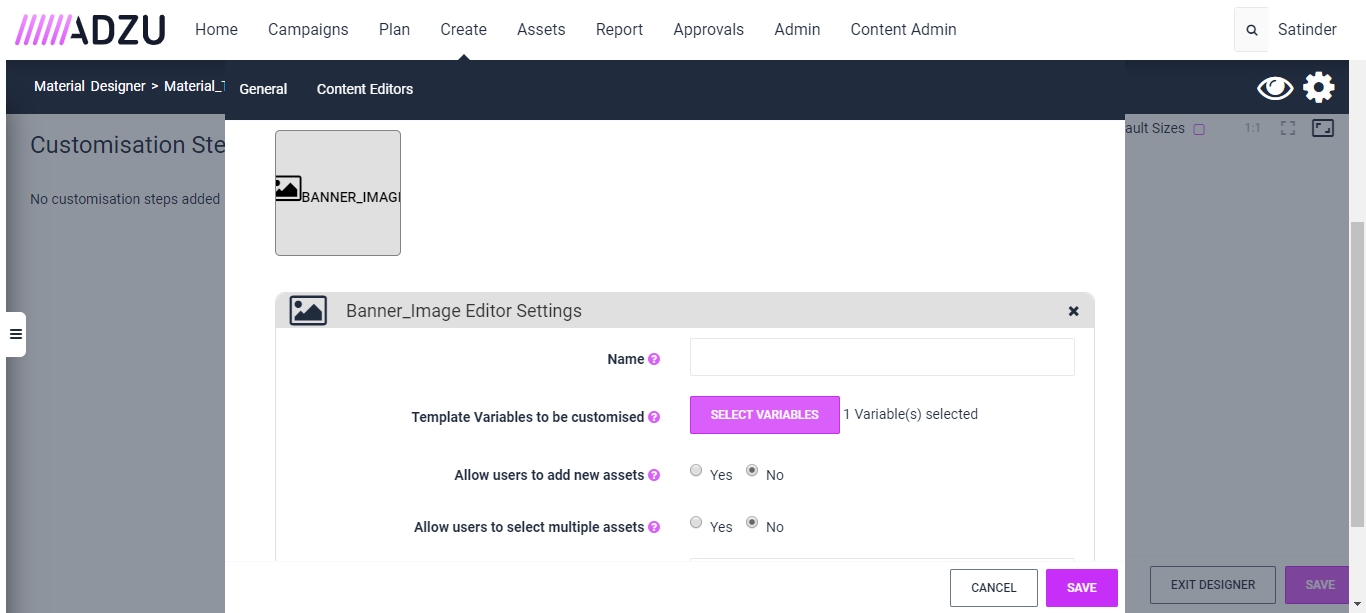 ADZU
Home Campaigns Plan Create Assets Report Approvals Admin Content Admin Satinder
Material Designer > Material_
General Content Editors
Customisation Ste
ault Sizes 1:1
No customisation steps added
BANNER_IMAG
Banner_Image Editor Settings
Name
Template Variables to be customised SELECT VARIABLES 1 Variable(s) selected
Allow users to add new assets Yes No
Allow users to select multiple assets Yes No
CANCEL SAVE
EXIT DESIGNER SAVE